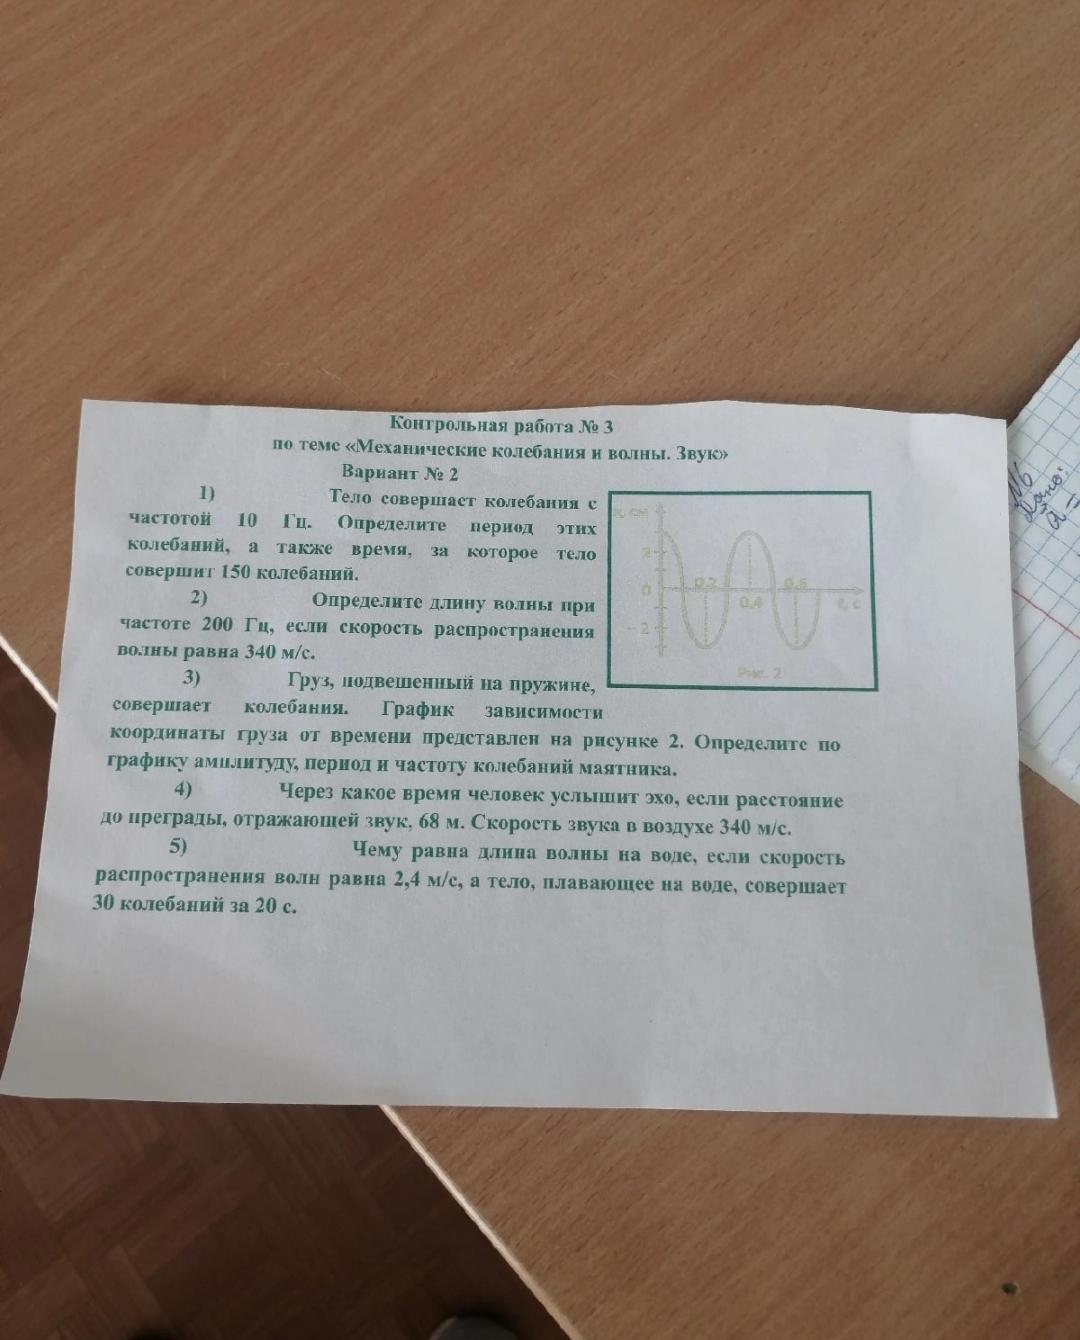 Контрольная работа № 3
по теме «Механические колебания и волны. Звук»
Вариант № 2
1) Тело совершает колебания с
частотой 10 Гц. Определите период этих
колебаний, а также время, за которое тело
совершит 150 колебаний.
2) Определите длину волны при
частоте 200 Гц, если скорость распространения
волны равна 340 м/с.
3) Груз, подвешенный на пружине,
совершает колебания. График зависимости
координаты груза от времени представлен на рисунке 2. Определите по
графику амплитуду, период и частоту колебаний маятника.
4) Через какое время человек услышит эхо, если расстояние
до преграды, отражающей звук, 68 м. Скорость звука в воздухе 340 м/с.
5) Чему равна длина волны на воде, если скорость
распространения волн равна 2,4 м/с, а тело, плавающее на воде, совершает
30 колебаний за 20 с.
x, см
2
0
-2
0,2
0,4
0,6
t, с
Рис. 2
№6
Дано: